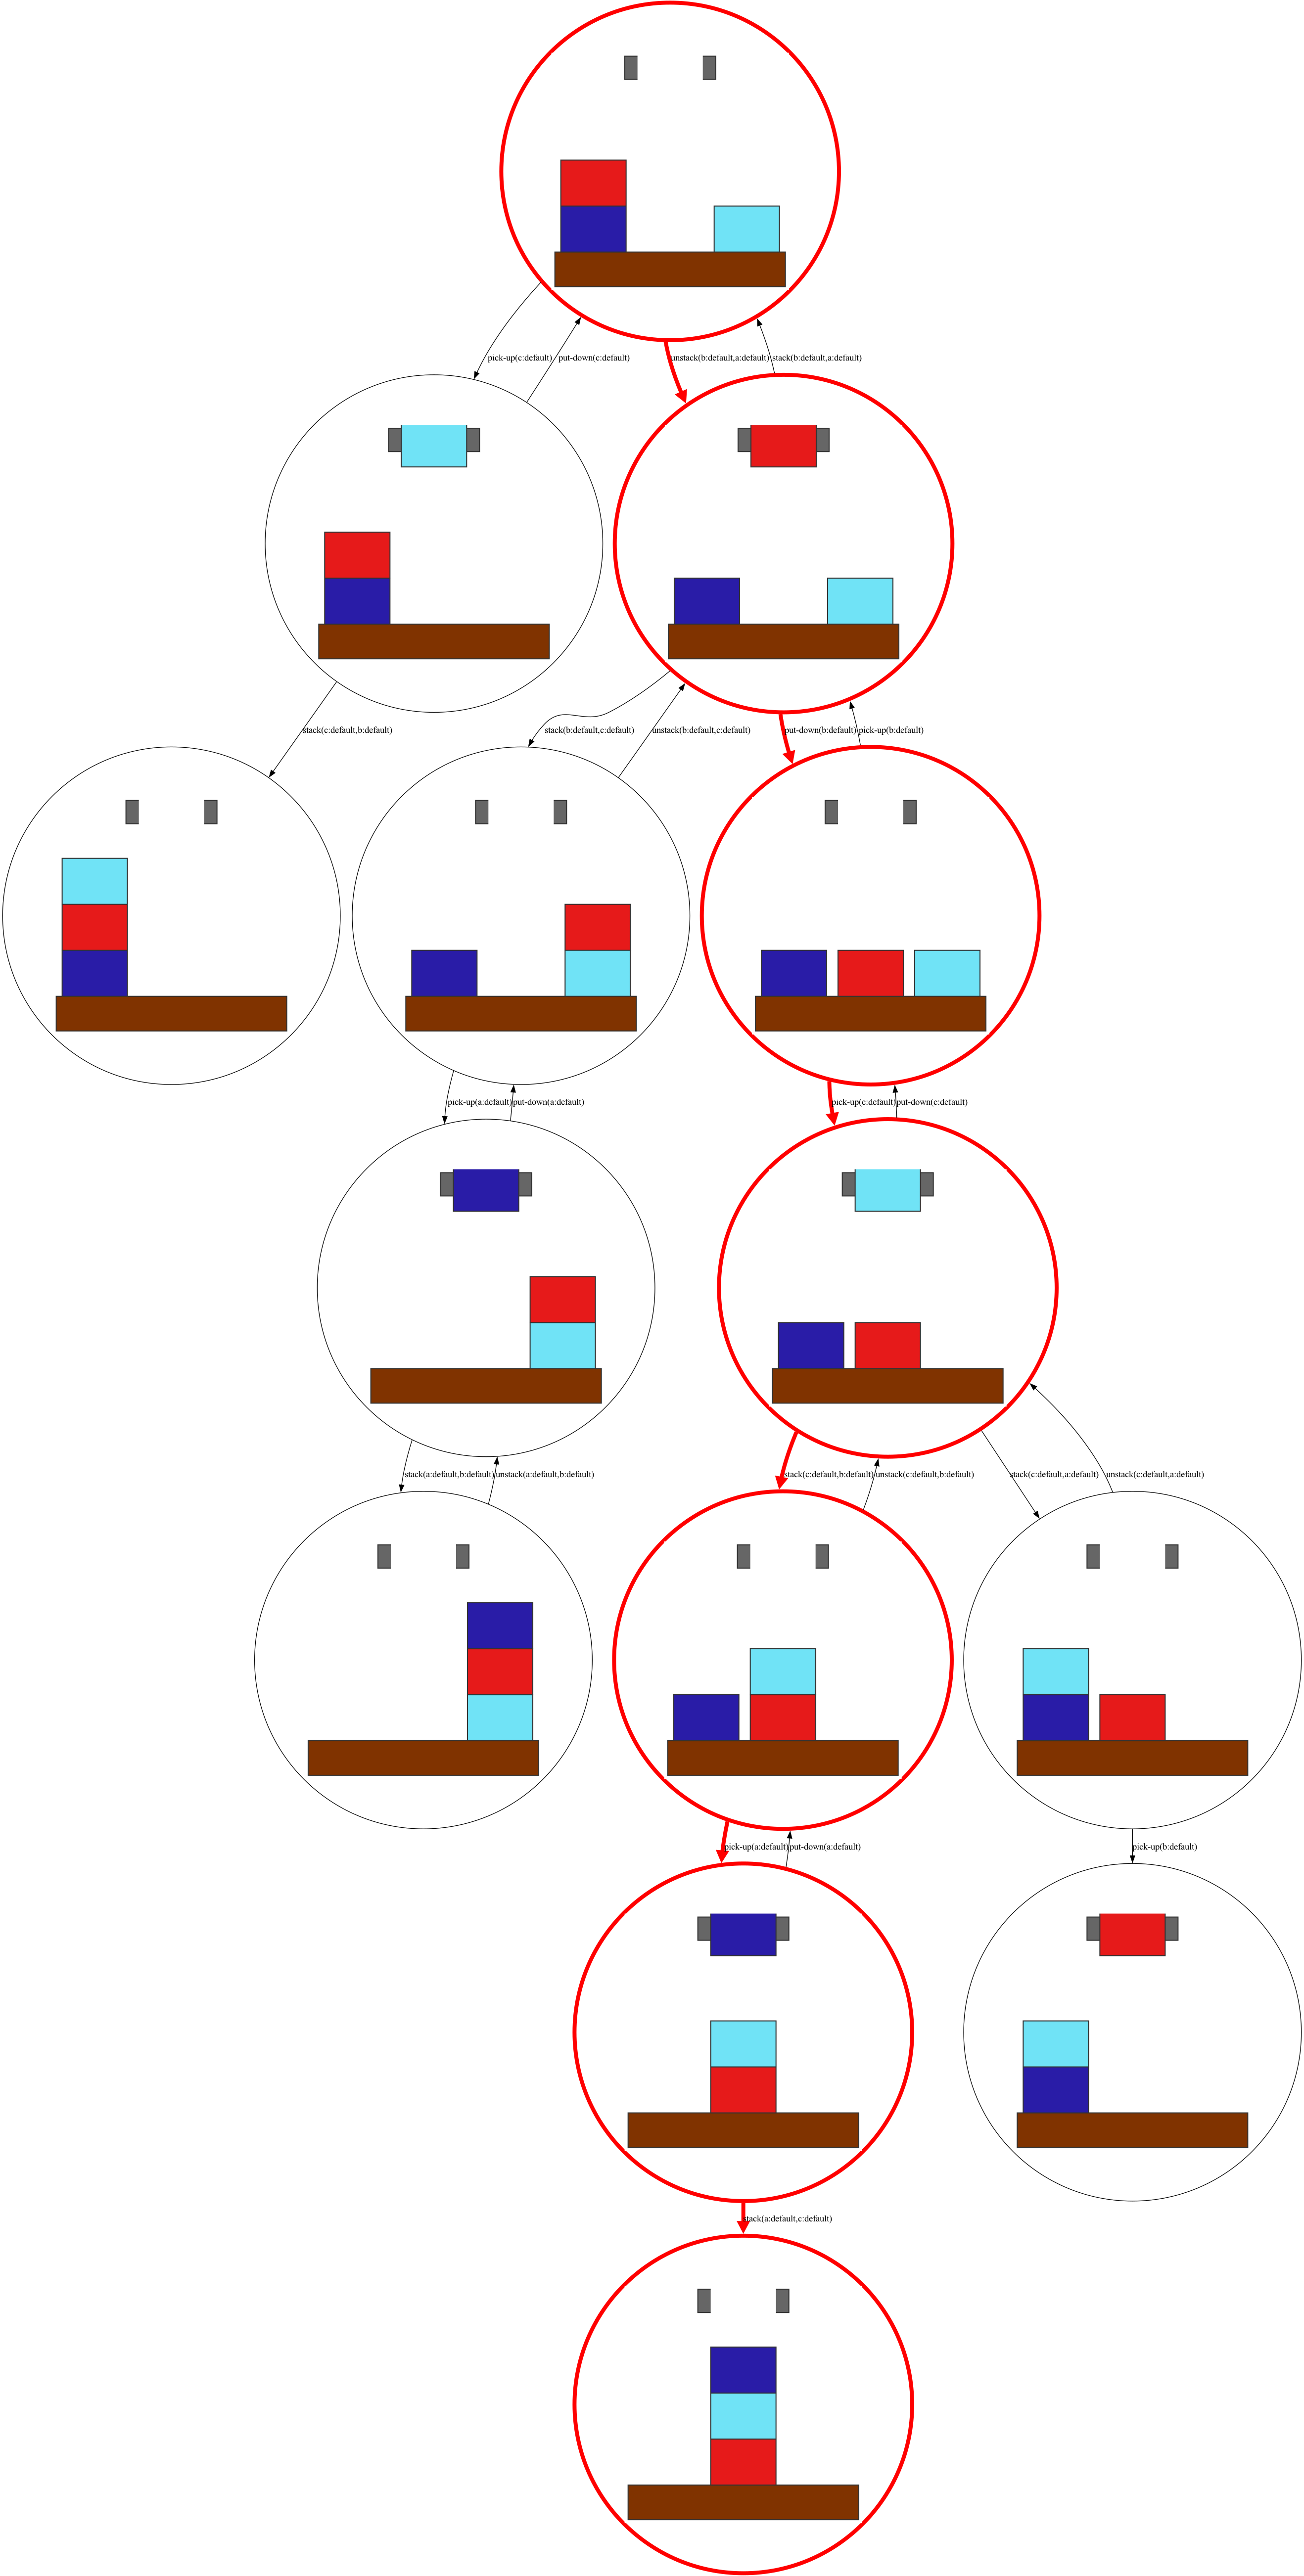 pick-up(c:default)
put-down(c:default)
unstack(b:default,a:default)
stack(b:default,a:default)
stack(c:default,b:default)
stack(b:default,c:default)
unstack(b:default,c:default)
put-down(b:default)
pick-up(b:default)
pick-up(a:default)
put-down(a:default)
pick-up(c:default)
put-down(c:default)
stack(a:default,b:default)
unstack(a:default,b:default)
stack(c:default,b:default)
unstack(c:default,b:default)
stack(c:default,a:default)
unstack(c:default,a:default)
pick-up(a:default)
put-down(a:default)
pick-up(b:default)
stack(a:default,c:default)